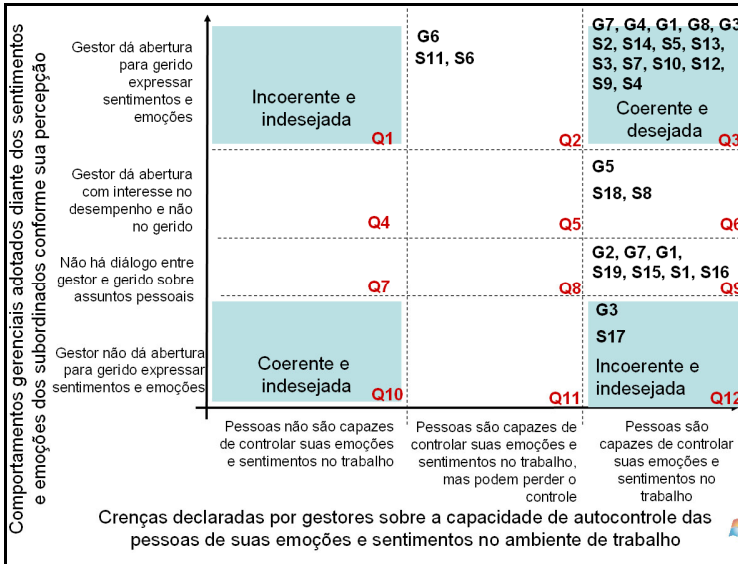 Comportamentos gerenciais adotados diante dos sentimentos
e emoções dos subordinados conforme sua percepção
Gestor dá abertura
para gerido
expressar
sentimentos e
emoções
Incoerente e
indesejada
Q1
G6
S11, S6
Q2
G7, G4, G1, G8, G3
S2, S14, S5, S13,
S3, S7, S10, S12,
S9, S4
Coerente e
desejada
Q3
Gestor dá abertura
com interesse no
desempenho e não
no gerido
Q4
Q5
G5
S18, S8
Q6
Não há diálogo entre
gestor e gerido sobre
assuntos pessoais
Q7
Q8
G2, G7, G1,
S19, S15, S1, S16
Q9
Gestor não dá abertura
para gerido expressar
sentimentos e emoções
Coerente e
indesejada
Q10
Q11
G3
S17
Incoerente e
indesejada
Q12
Pessoas não são capazes
de controlar suas emoções
e sentimentos no trabalho
Pessoas são capazes de
controlar suas emoções e
sentimentos no trabalho,
mas podem perder o
controle
Pessoas são
capazes de controlar
suas emoções e
sentimentos no
trabalho
Crenças declaradas por gestores sobre a capacidade de autocontrole das
pessoas de suas emoções e sentimentos no ambiente de trabalho